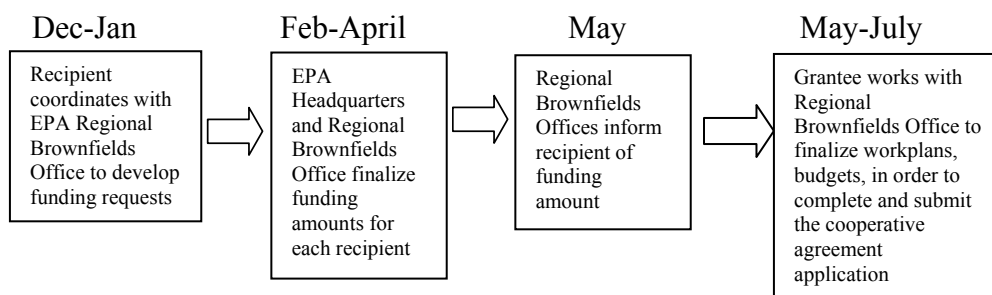 Dec-Jan
Recipient
coordinates with
EPA Regional
Brownfields
Office to develop
funding requests
Feb-April
EPA
Headquarters
and Regional
Brownfields
Office finalize
funding
amounts for
each recipient
May
Regional
Brownfields
Offices inform
recipient of
funding
amount
May-July
Grantee works with
Regional
Brownfields Office to
finalize workplans,
budgets, in order to
complete and submit
the cooperative
agreement
application